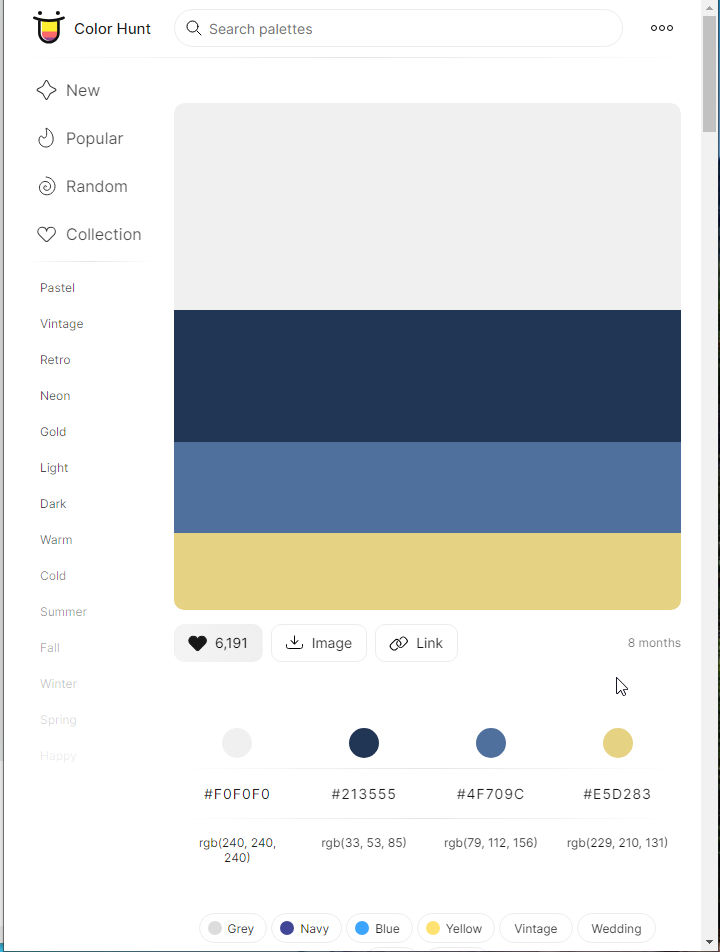 Color Hunt
Search palettes
New
Popular
Random
Collection
Pastel
Vintage
Retro
Neon
Gold
Light
Dark
Warm
Cold
Summer
Fall
Winter
Spring
Happy
6,191
Image
Link
8 months
#F0F0F0
#213555
#4F709C
#E5D283
rgb(240, 240,
240)
rgb(33, 53, 85)
rgb(79, 112, 156)
rgb(229, 210, 131)
Grey
Navy
Blue
Yellow
Vintage
Wedding